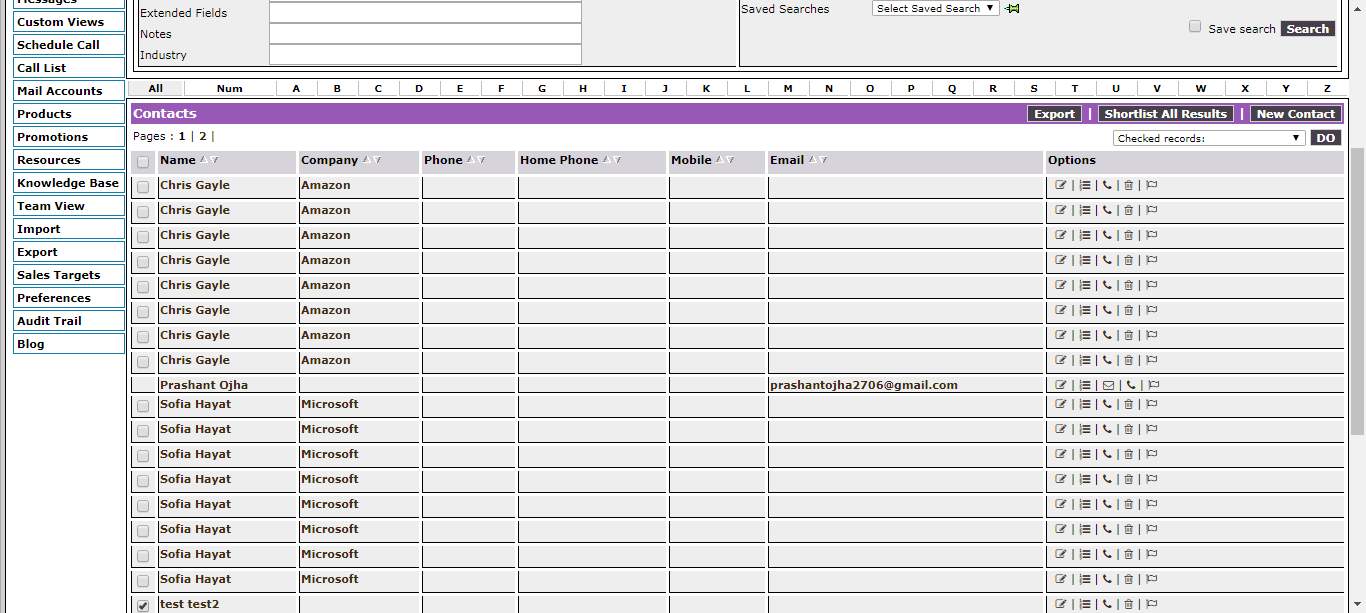 Messages
Custom Views
Schedule Call
Call List
Mail Accounts
Products
Promotions
Resources
Knowledge Base
Team View
Import
Export
Sales Targets
Preferences
Audit Trail
Blog
Extended Fields
Notes
Industry
Saved Searches Select Saved Search
Save search Search
All Num A B C D E F G H I J K L M N O P Q R S T U V W X Y Z
Contacts Export | Shortlist All Results | New Contact
Pages : 1 | 2 | Checked records: DO
Name Company Phone Home Phone Mobile Email Options
Chris Gayle Amazon | | | |
Chris Gayle Amazon | | | |
Chris Gayle Amazon | | | |
Chris Gayle Amazon | | | |
Chris Gayle Amazon | | | |
Chris Gayle Amazon | | | |
Chris Gayle Amazon | | | |
Chris Gayle Amazon | | | |
Prashant Ojha prashantojha2706@gmail.com | | | |
Sofia Hayat Microsoft | | | |
Sofia Hayat Microsoft | | | |
Sofia Hayat Microsoft | | | |
Sofia Hayat Microsoft | | | |
Sofia Hayat Microsoft | | | |
Sofia Hayat Microsoft | | | |
Sofia Hayat Microsoft | | | |
Sofia Hayat Microsoft | | | |
test test2 | | | |